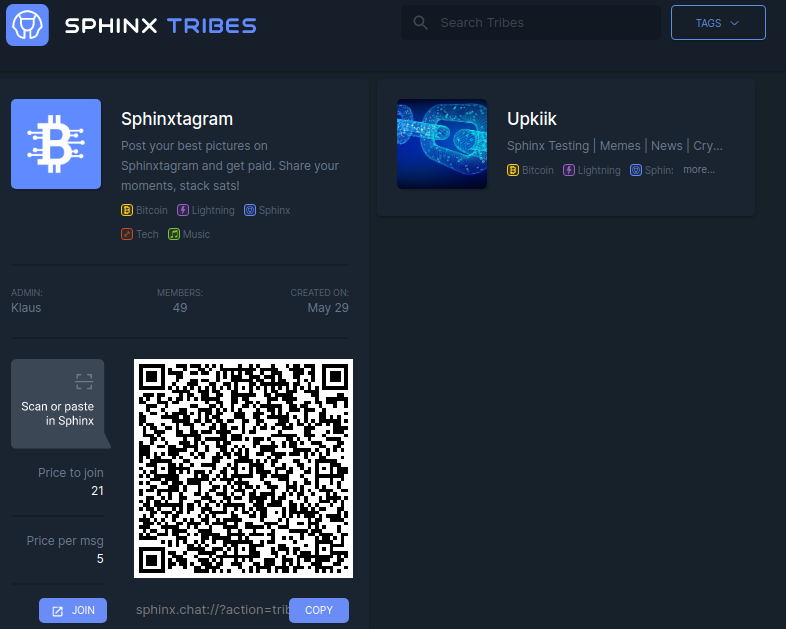 SPHINX TRIBES
Search Tribes
TAGS
Sphinxtagram
Post your best pictures on
Sphinxtagram and get paid. Share your
moments, stack sats!
Bitcoin Lightning Sphinx
Tech Music
ADMIN: MEMBERS: CREATED ON:
Klaus 49 May 29
Scan or paste
in Sphinx
Price to join
21
Price per msg
5
JOIN
sphinx.chat://?action=trib
COPY
Upkiik
Sphinx Testing | Memes | News | Cry...
Bitcoin Lightning Sphin: more...